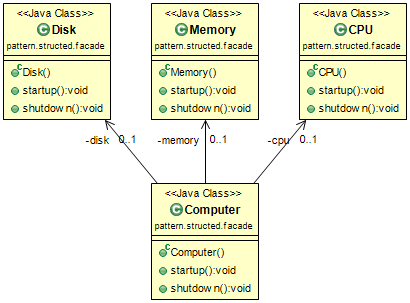 <<Java Class>>
Disk
pattern.structed.facade
Disk()
startup():void
shutdown():void
<<Java Class>>
Memory
pattern.structed.facade
Memory()
startup():void
shutdown():void
<<Java Class>>
CPU
pattern.structed.facade
CPU()
startup():void
shutdown():void
-disk 0..1
-memory 0..1
-cpu 0..1
<<Java Class>>
Computer
pattern.structed.facade
Computer()
startup():void
shutdown():void